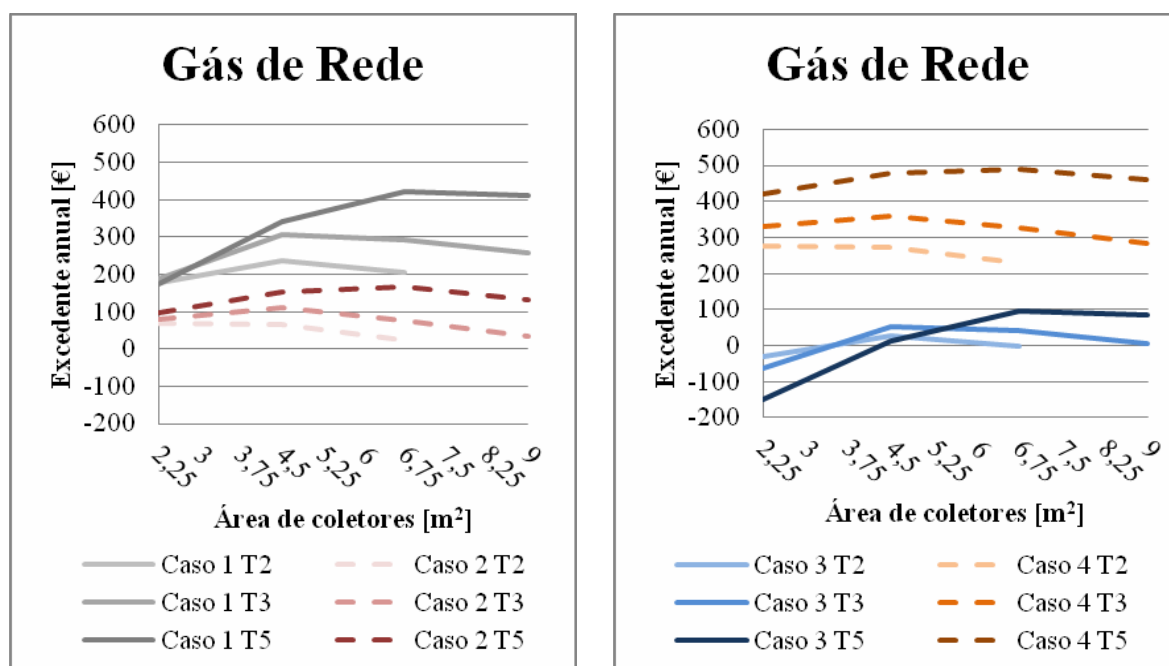 Gás de Rede
Excedente anual [€]
600
500
400
300
200
100
0
-100
-200
2,25
3
3,75
4,5
5,25
6
6,75
7,5
8,25
9
Área de coletores [m²]
Caso 1 T2
Caso 2 T2
Caso 1 T3
Caso 2 T3
Caso 1 T5
Caso 2 T5
Gás de Rede
Excedente anual [€]
600
500
400
300
200
100
0
-100
-200
2,25
3
3,75
4,5
5,25
6
6,75
7,5
8,25
9
Área de coletores [m²]
Caso 3 T2
Caso 4 T2
Caso 3 T3
Caso 4 T3
Caso 3 T5
Caso 4 T5